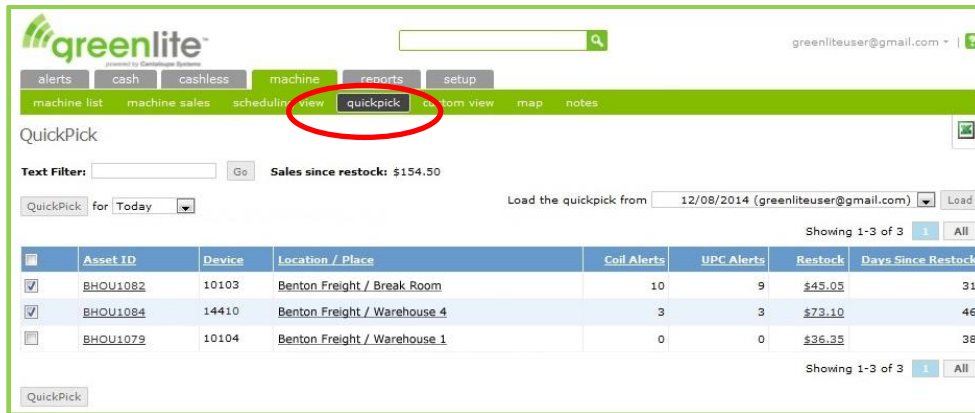 greenlite™
powered by Cantaloupe Systems
greenliteuser@gmail.com | ?
alerts cash cashless machine reports setup
machine list machine sales scheduling view quickpick custom view map notes
QuickPick
Text Filter: Go Sales since restock: $154.50
QuickPick for Today Load the quickpick from 12/08/2014 (greenliteuser@gmail.com) Load
Showing 1-3 of 3 1 All
Asset ID Device Location / Place Coil Alerts UPC Alerts Restock Days Since Restock
BHOU1082 10103 Benton Freight / Break Room 10 9 $45.05 31
BHOU1084 14410 Benton Freight / Warehouse 4 3 3 $73.10 46
BHOU1079 10104 Benton Freight / Warehouse 1 0 0 $36.35 38
Showing 1-3 of 3 1 All
QuickPick